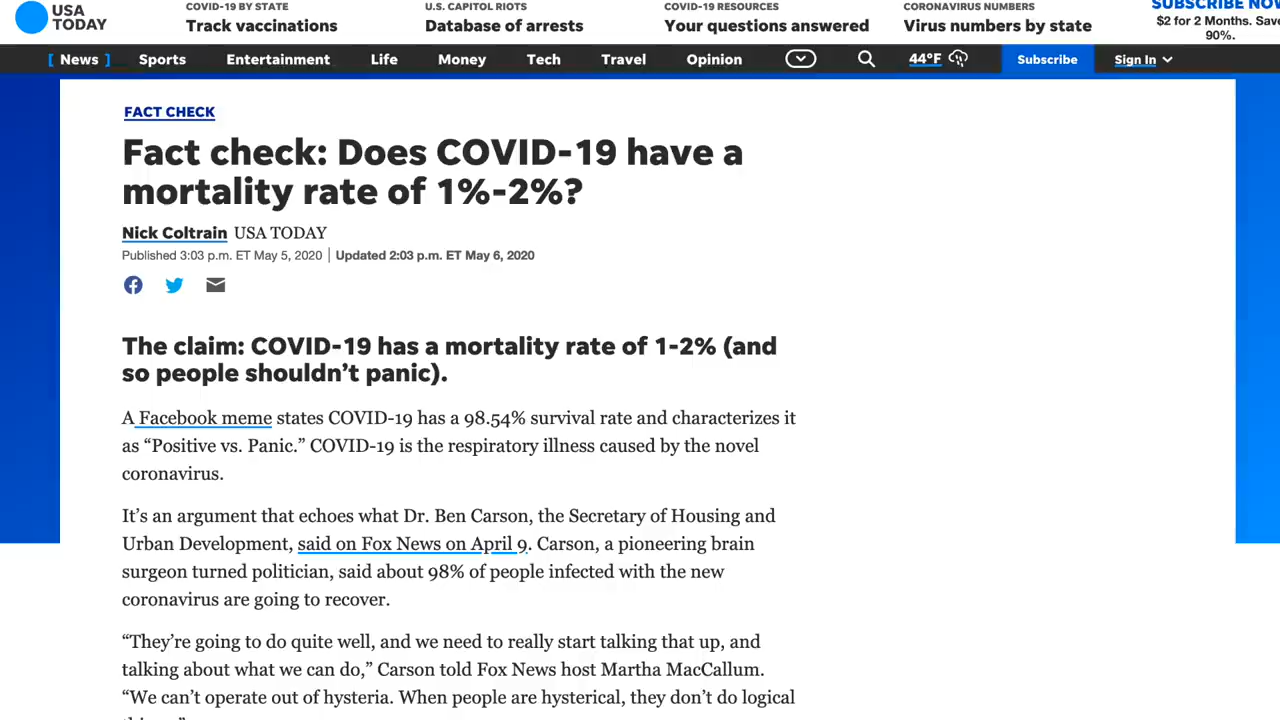 USA
TODAY
COVID-19 BY STATE
Track vaccinations
U.S. CAPITOL RIOTS
Database of arrests
COVID-19 RESOURCES
Your questions answered
CORONAVIRUS NUMBERS
Virus numbers by state
SUBSCRIBE NOW
$2 for 2 Months. Save
90%.
[ News ] Sports Entertainment Life Money Tech Travel Opinion 44°F Subscribe Sign In
FACT CHECK
Fact check: Does COVID-19 have a
mortality rate of 1%-2%?
Nick Coltrain USA TODAY
Published 3:03 p.m. ET May 5, 2020 | Updated 2:03 p.m. ET May 6, 2020
The claim: COVID-19 has a mortality rate of 1-2% (and
so people shouldn’t panic).
A Facebook meme states COVID-19 has a 98.54% survival rate and characterizes it
as “Positive vs. Panic.” COVID-19 is the respiratory illness caused by the novel
coronavirus.
It’s an argument that echoes what Dr. Ben Carson, the Secretary of Housing and
Urban Development, said on Fox News on April 9. Carson, a pioneering brain
surgeon turned politician, said about 98% of people infected with the new
coronavirus are going to recover.
“They’re going to do quite well, and we need to really start talking that up, and
talking about what we can do,” Carson told Fox News host Martha MacCallum.
“We can’t operate out of hysteria. When people are hysterical, they don’t do logical